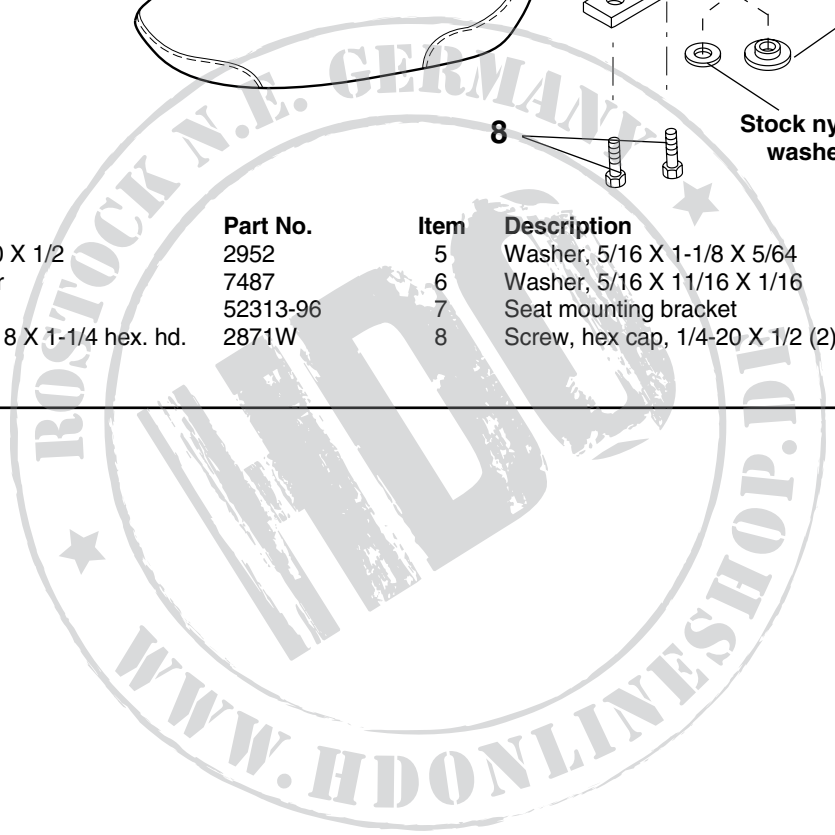 8
Stock ny
washe
Part No. Item Description
0 X 1/2 2952 5 Washer, 5/16 X 1-1/8 X 5/64
r 7487 6 Washer, 5/16 X 11/16 X 1/16
52313-96 7 Seat mounting bracket
8 X 1-1/4 hex. hd. 2871W 8 Screw, hex cap, 1/4-20 X 1/2 (2)
ROSTOCK N.E. GERMANY
HDO
WWW.HDONLINESHOP.DE